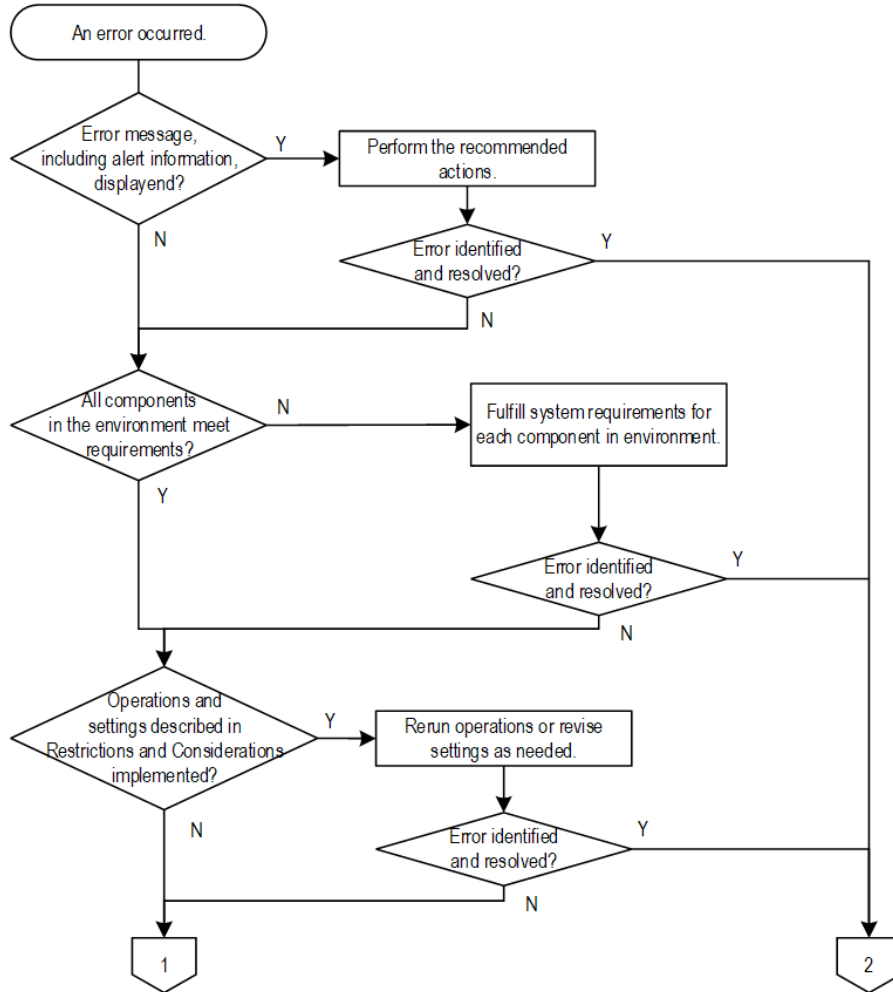 An error occurred.
Error message,
including alert information,
displayend?
Y
Perform the recommended
actions.
N
Error identified
and resolved?
Y
N
All components
in the environment meet
requirements?
N
Fulfill system requirements for
each component in environment.
Y
Error identified
and resolved?
Y
N
Operations and
settings described in
Restrictions and Considerations
implemented?
Y
Rerun operations or revise
settings as needed.
N
Error identified
and resolved?
Y
N
1
2